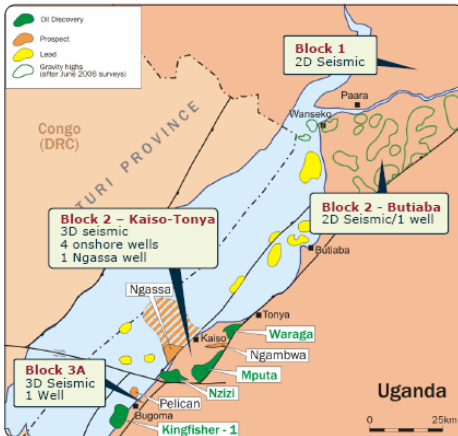 Oil Discovery
Prospect
Lead
Gravity highs
(after June 2006 surveys)
Block 1
2D Seismic
Paara
Wanseko
Congo
(DRC)
TURI PROVINCE
Block 2 – Kaiso-Tonya
3D seismic
4 onshore wells
1 Ngassa well
Block 2 - Butiaba
2D Seismic/1 well
Butiaba
Ngassa
Tonya
Kaiso
Waraga
Ngambwa
Block 3A
3D Seismic
1 Well
Mputa
Nzizi
Pelican
Uganda
Bugoma
Kingfisher - 1
0
25km